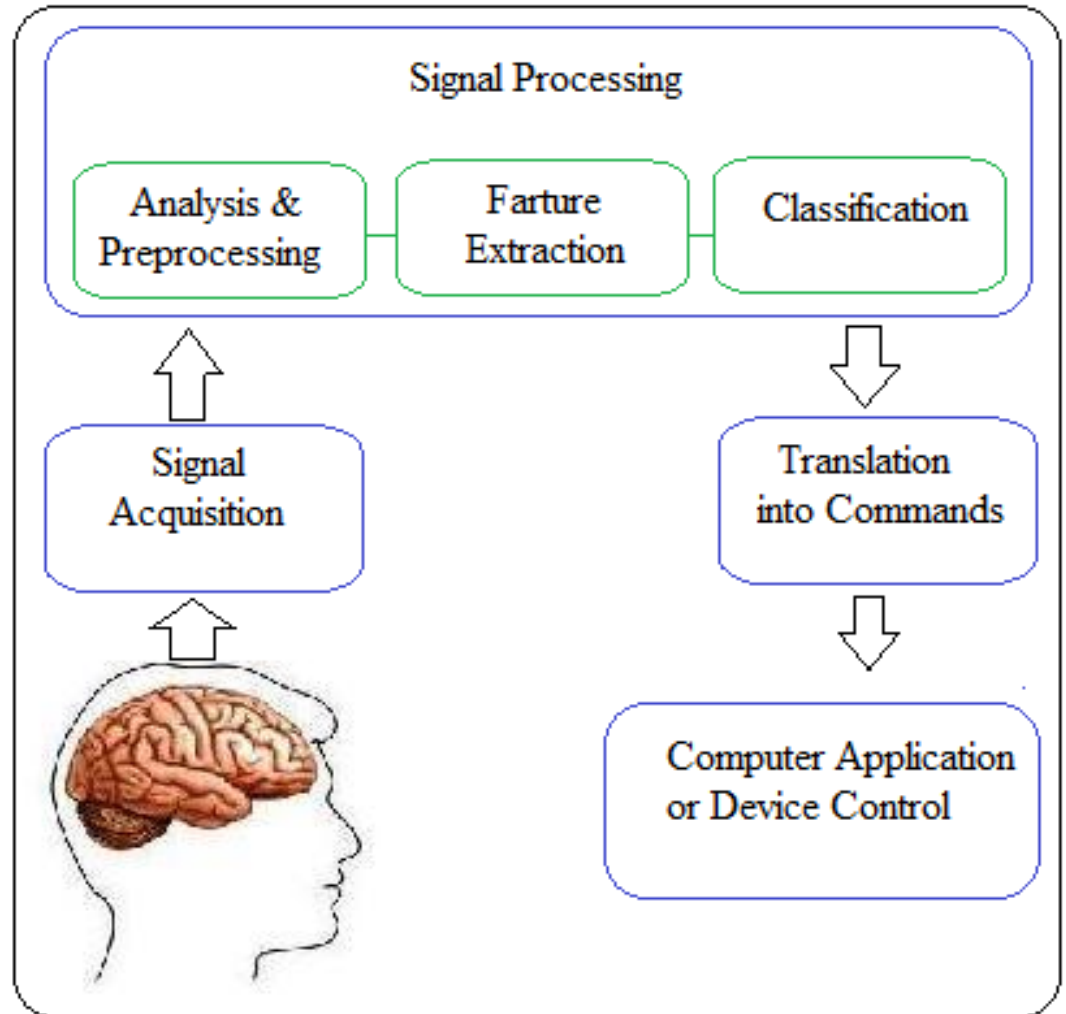 Signal Processing
Analysis &
Preprocessing
Farture
Extraction
Classification
Signal
Acquisition
Translation
into Commands
Computer Application
or Device Control